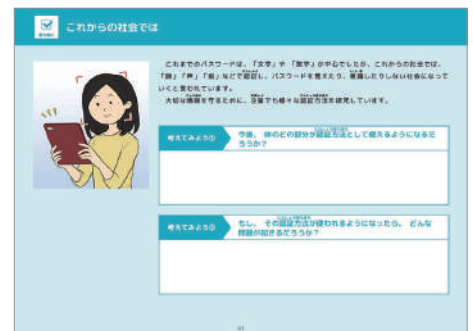 これからの社会では
これまでのパスワードは、「文字」や「数字」が中心でしたが、これからの社会では、
「顔」「声」「指」などで認証し、パスワードを覚えたり、意識したりしない社会になって
いくと言われています。
大切な情報を守るために、企業でも様々な認証方法を研究しています。
考えてみよう①
今後、体のどの部分が認証方法として使えるようになるだ
ろうか？
考えてみよう②
もし、その認証方法が使われるようになったら、どんな
問題が起きるだろうか？